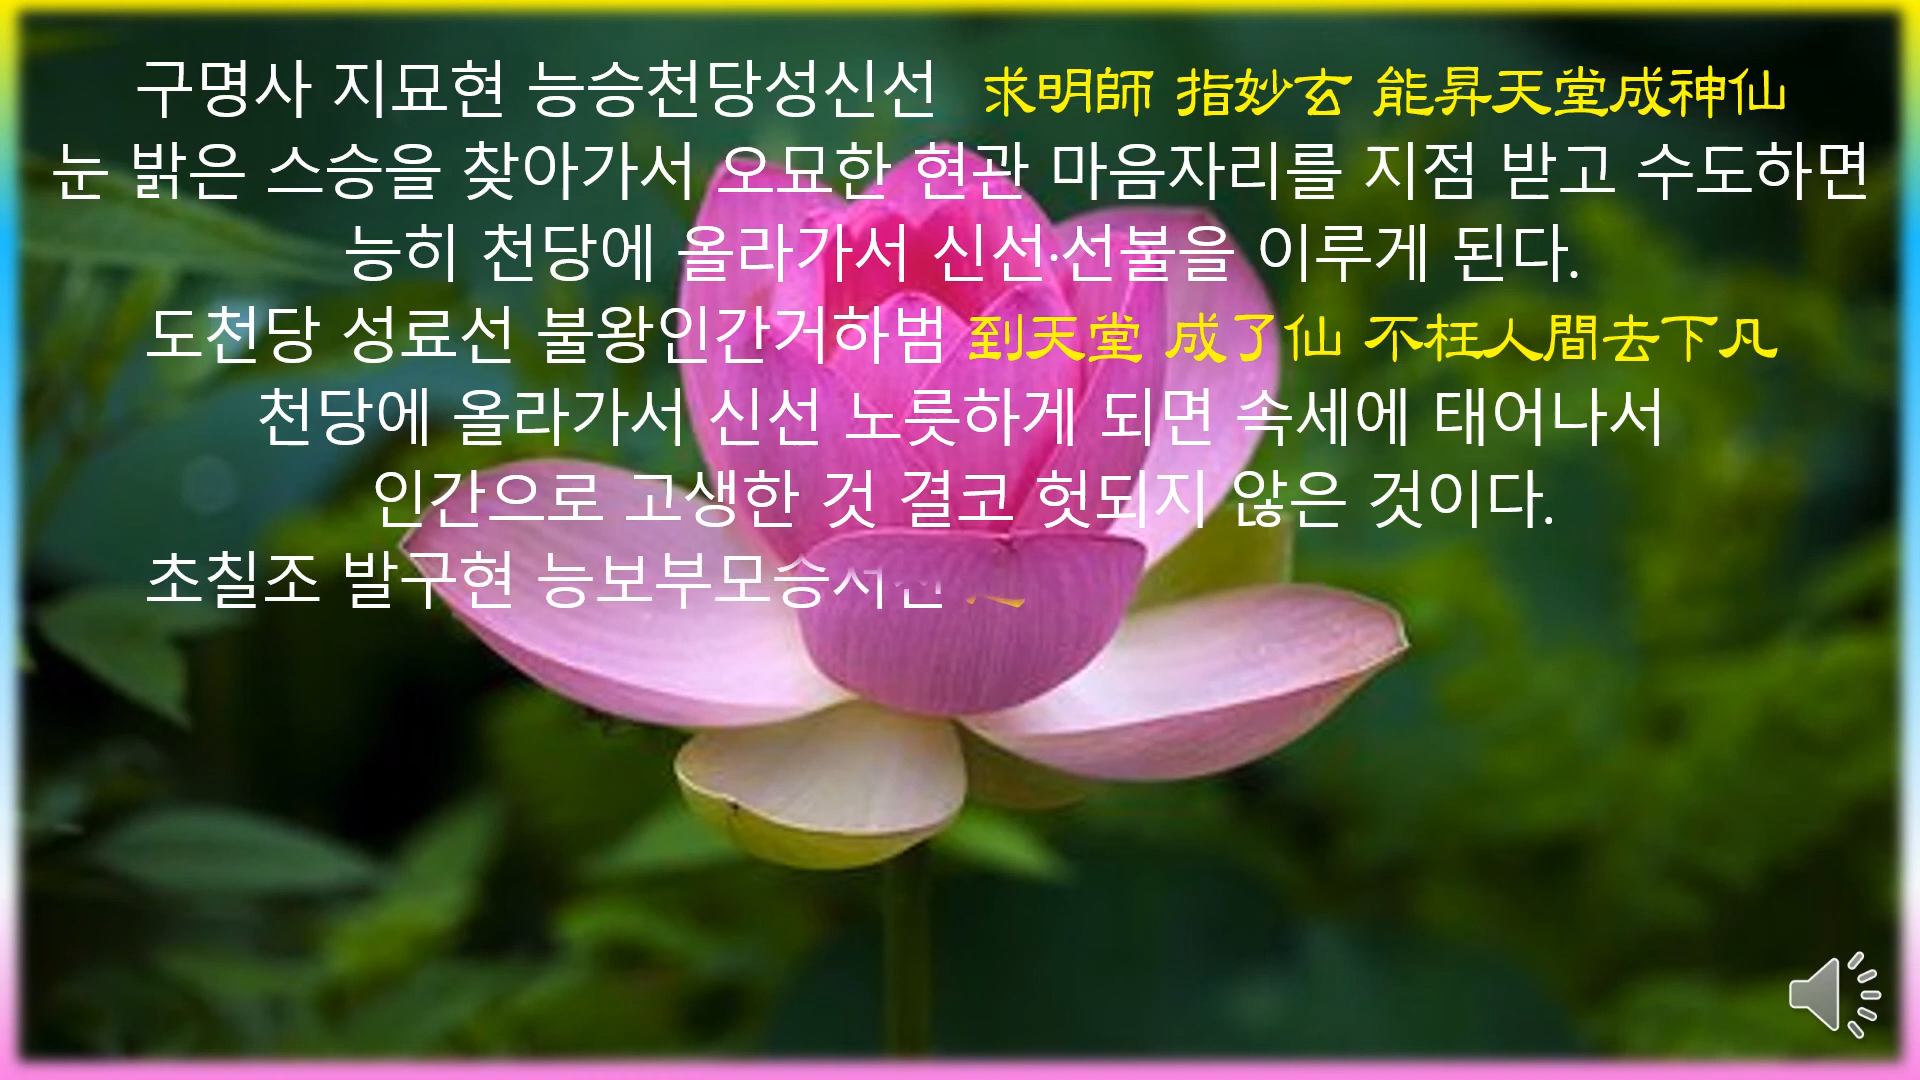 구명사 지묘현 능승천당성신선 求明師 指妙玄 能昇天堂成神仙
눈 밝은 스승을 찾아가서 오묘한 현관 마음자리를 지점 받고 수도하면
능히 천당에 올라가서 신선·선불을 이루게 된다.
도천당 성료선 불왕인간거하범 到天堂 成了仙 不枉人間去下凡
천당에 올라가서 신선 노릇하게 되면 속세에 태어나서
인간으로 고생한 것 결코 헛되지 않은 것이다.
초칠조 발구현 능보부모승서천